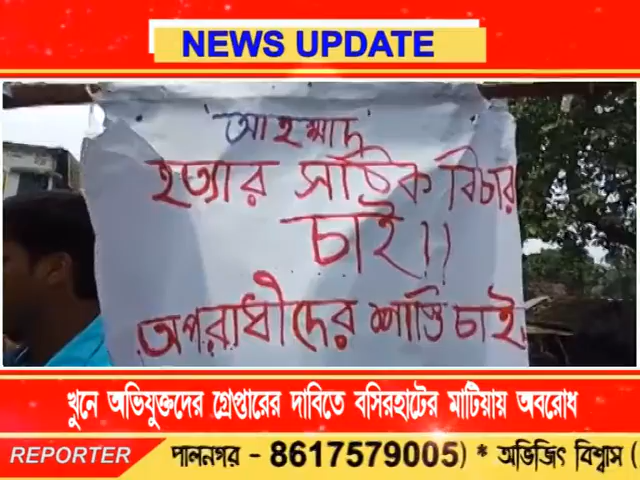 NEWS UPDATE
আহম্মাদ
হত্যার সঠিক বিচার
চাই।।
অপরাধীদের শাস্তি চাই
খুনে অভিযুক্তদের গ্রেপ্তারের দাবিতে বসিরহাটের মাটিয়ায় অবরোধ
REPORTER পালনগর - 8617579005) * অভিজিৎ বিশ্বাস (